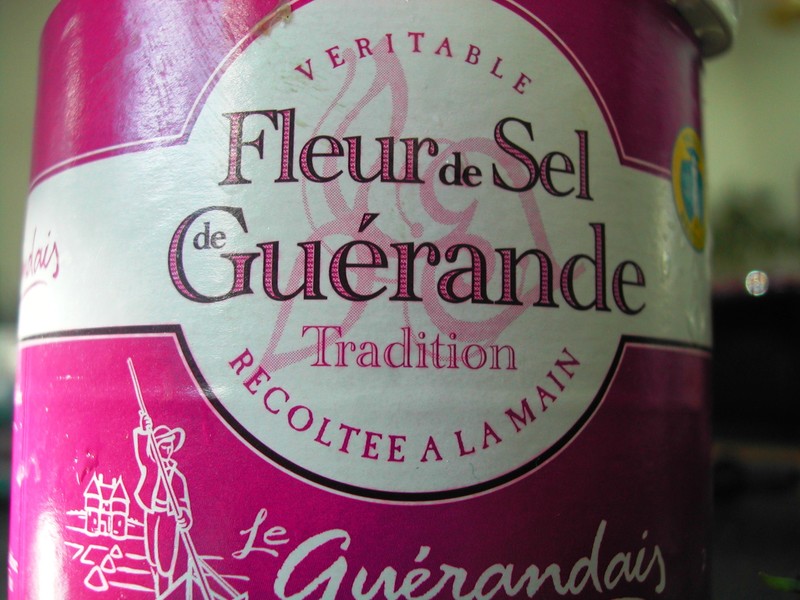 VERITABLE
Fleur de Sel
de Guérande
Tradition
RECOLTEE A LA MAIN
Le Guérandais